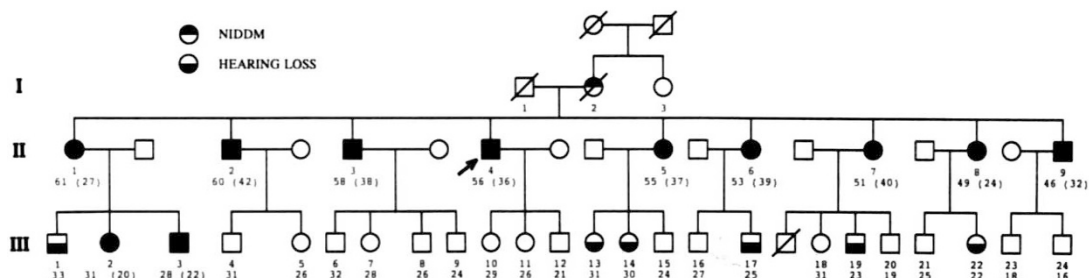 NIDDM
HEARING LOSS
I
1 2 3
II
1 2 3 4 5 6 7 8 9
61 (27) 60 (42) 58 (38) 56 (36) 55 (37) 53 (39) 51 (40) 49 (24) 46 (32)
III
1 2 3 4 5 6 7 8 9 10 11 12 13 14 15 16 17 18 19 20 21 22 23 24
33 31 (20) 28 (22) 31 26 32 28 26 24 29 26 21 31 30 24 27 25 31 23 19 21 22 18 16